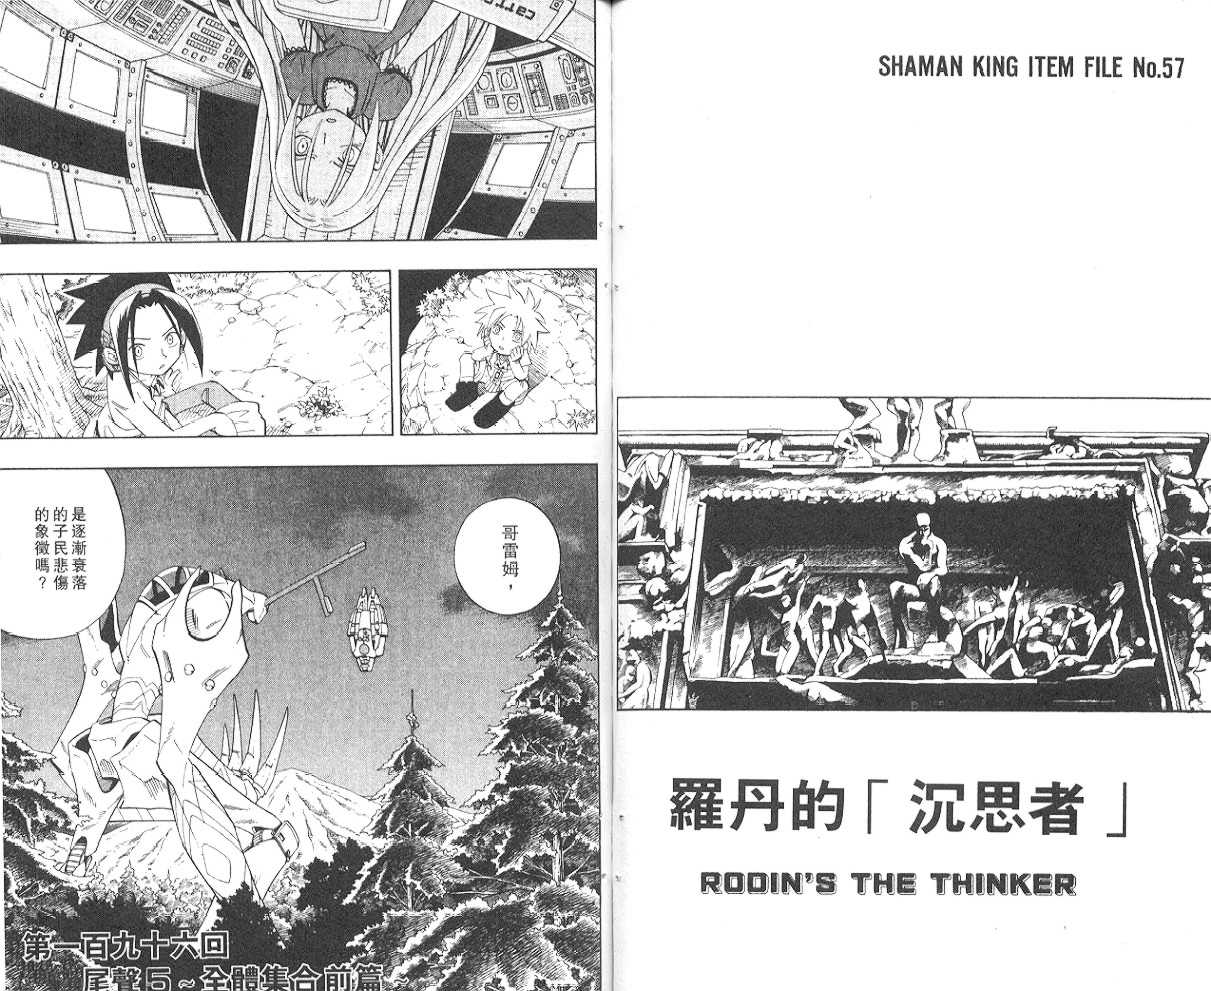 SHAMAN KING ITEM FILE No.57
羅丹的「沉思者」
RODIN'S THE THINKER
哥雷姆，
是逐漸衰落
的子民悲傷
的象徵嗎？
第一百九十六回
尾聲5～全體集合前篇～